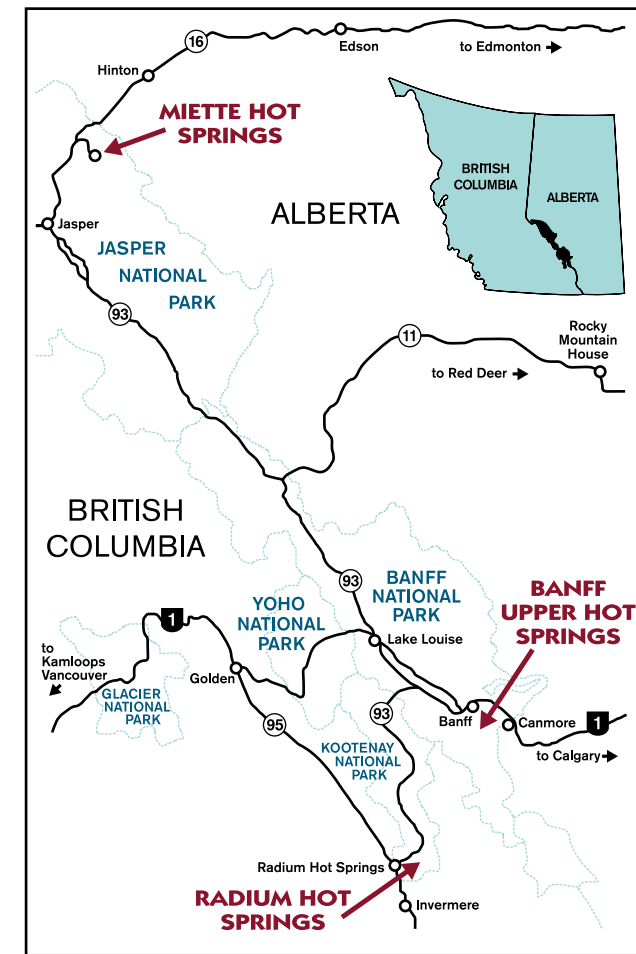 16
Edson
to Edmonton
Hinton
MIETTE HOT
SPRINGS
BRITISH
COLUMBIA
ALBERTA
ALBERTA
Jasper
JASPER
NATIONAL
PARK
93
11
Rocky
Mountain
House
to Red Deer
BRITISH
COLUMBIA
93
BANFF
NATIONAL
PARK
BANFF
UPPER HOT
SPRINGS
YOHO
NATIONAL
PARK
1
Lake Louise
to
Kamloops
Vancouver
Golden
GLACIER
NATIONAL
PARK
95
93
Banff
Canmore
1
to Calgary
KOOTENAY
NATIONAL
PARK
Radium Hot Springs
RADIUM HOT
SPRINGS
Invermere